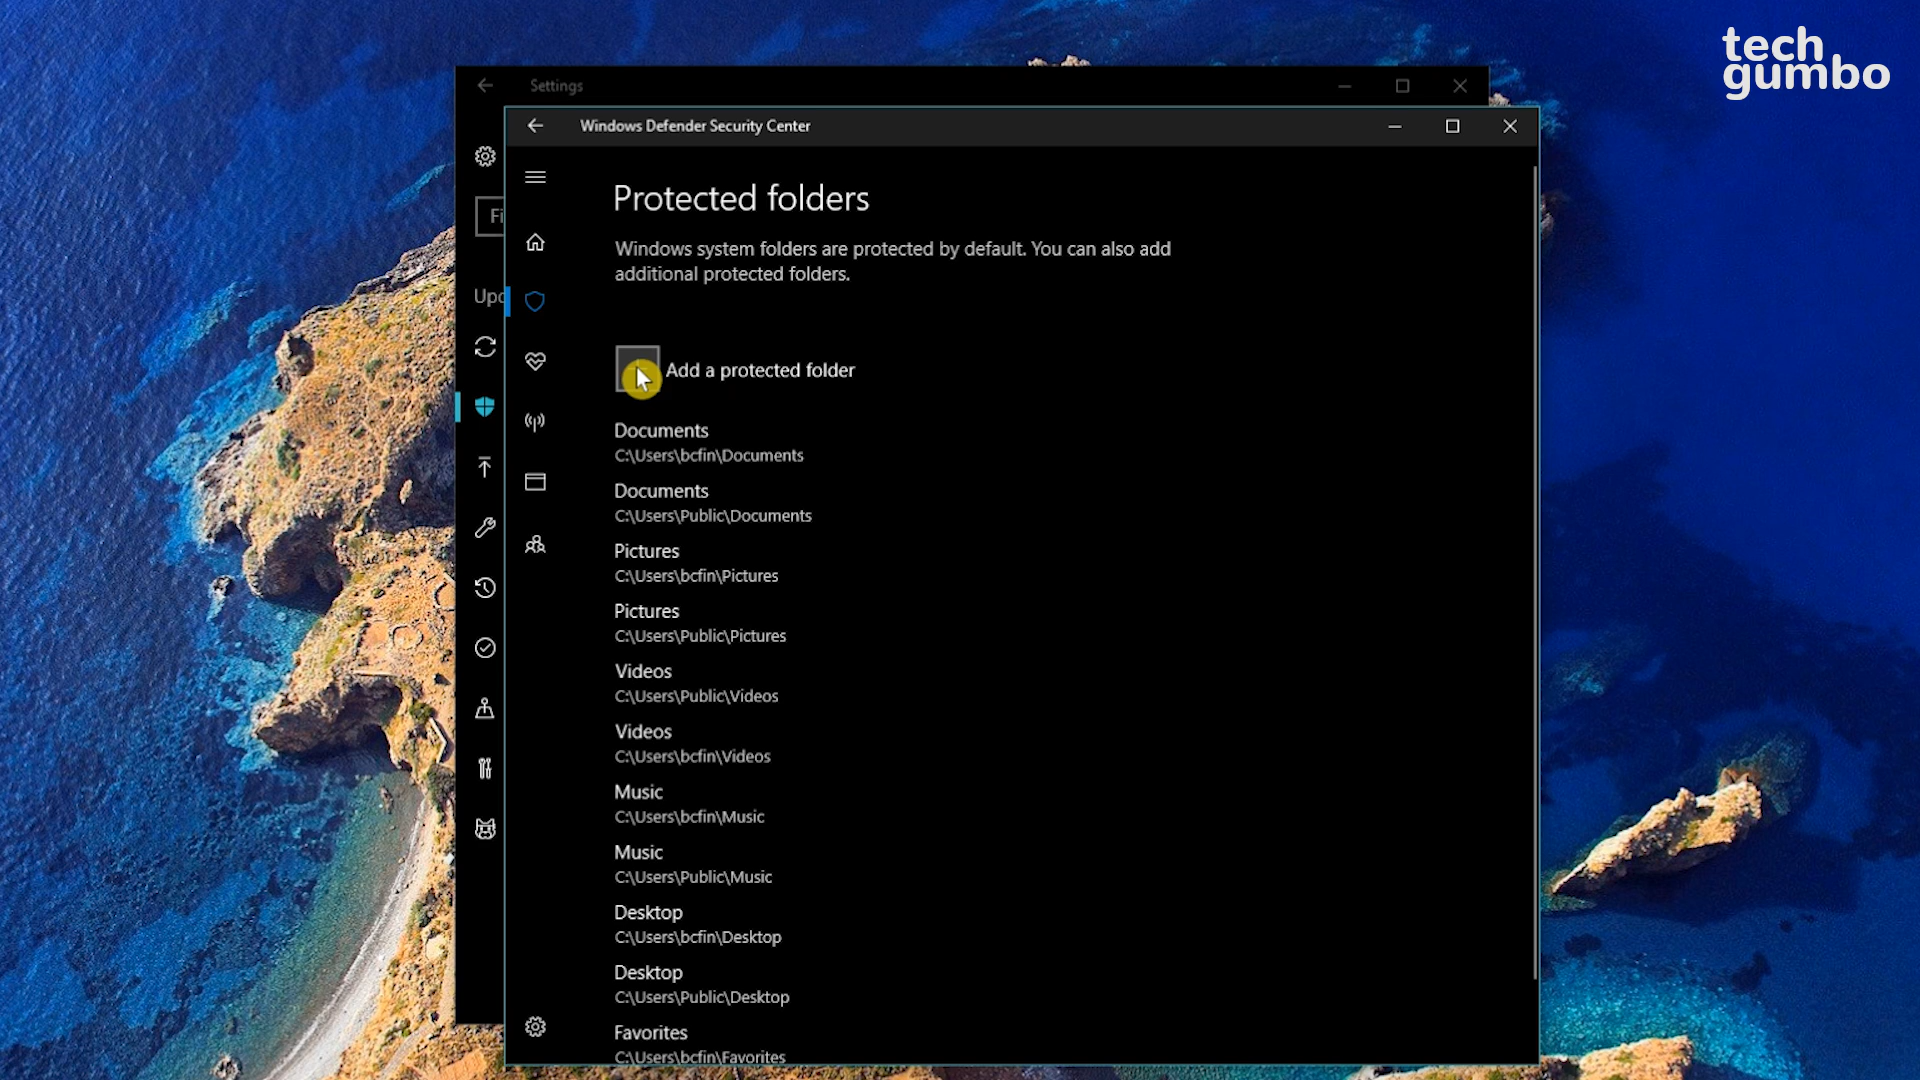 tech
gumbo
Settings
Windows Defender Security Center
Fi
Protected folders
Windows system folders are protected by default. You can also add
additional protected folders.
Upd
Add a protected folder
Documents
C:\Users\bcfin\Documents
Documents
C:\Users\Public\Documents
Pictures
C:\Users\bcfin\Pictures
Pictures
C:\Users\Public\Pictures
Videos
C:\Users\Public\Videos
Videos
C:\Users\bcfin\Videos
Music
C:\Users\bcfin\Music
Music
C:\Users\Public\Music
Desktop
C:\Users\bcfin\Desktop
Desktop
C:\Users\Public\Desktop
Favorites
C:\Users\bcfin\Favorites